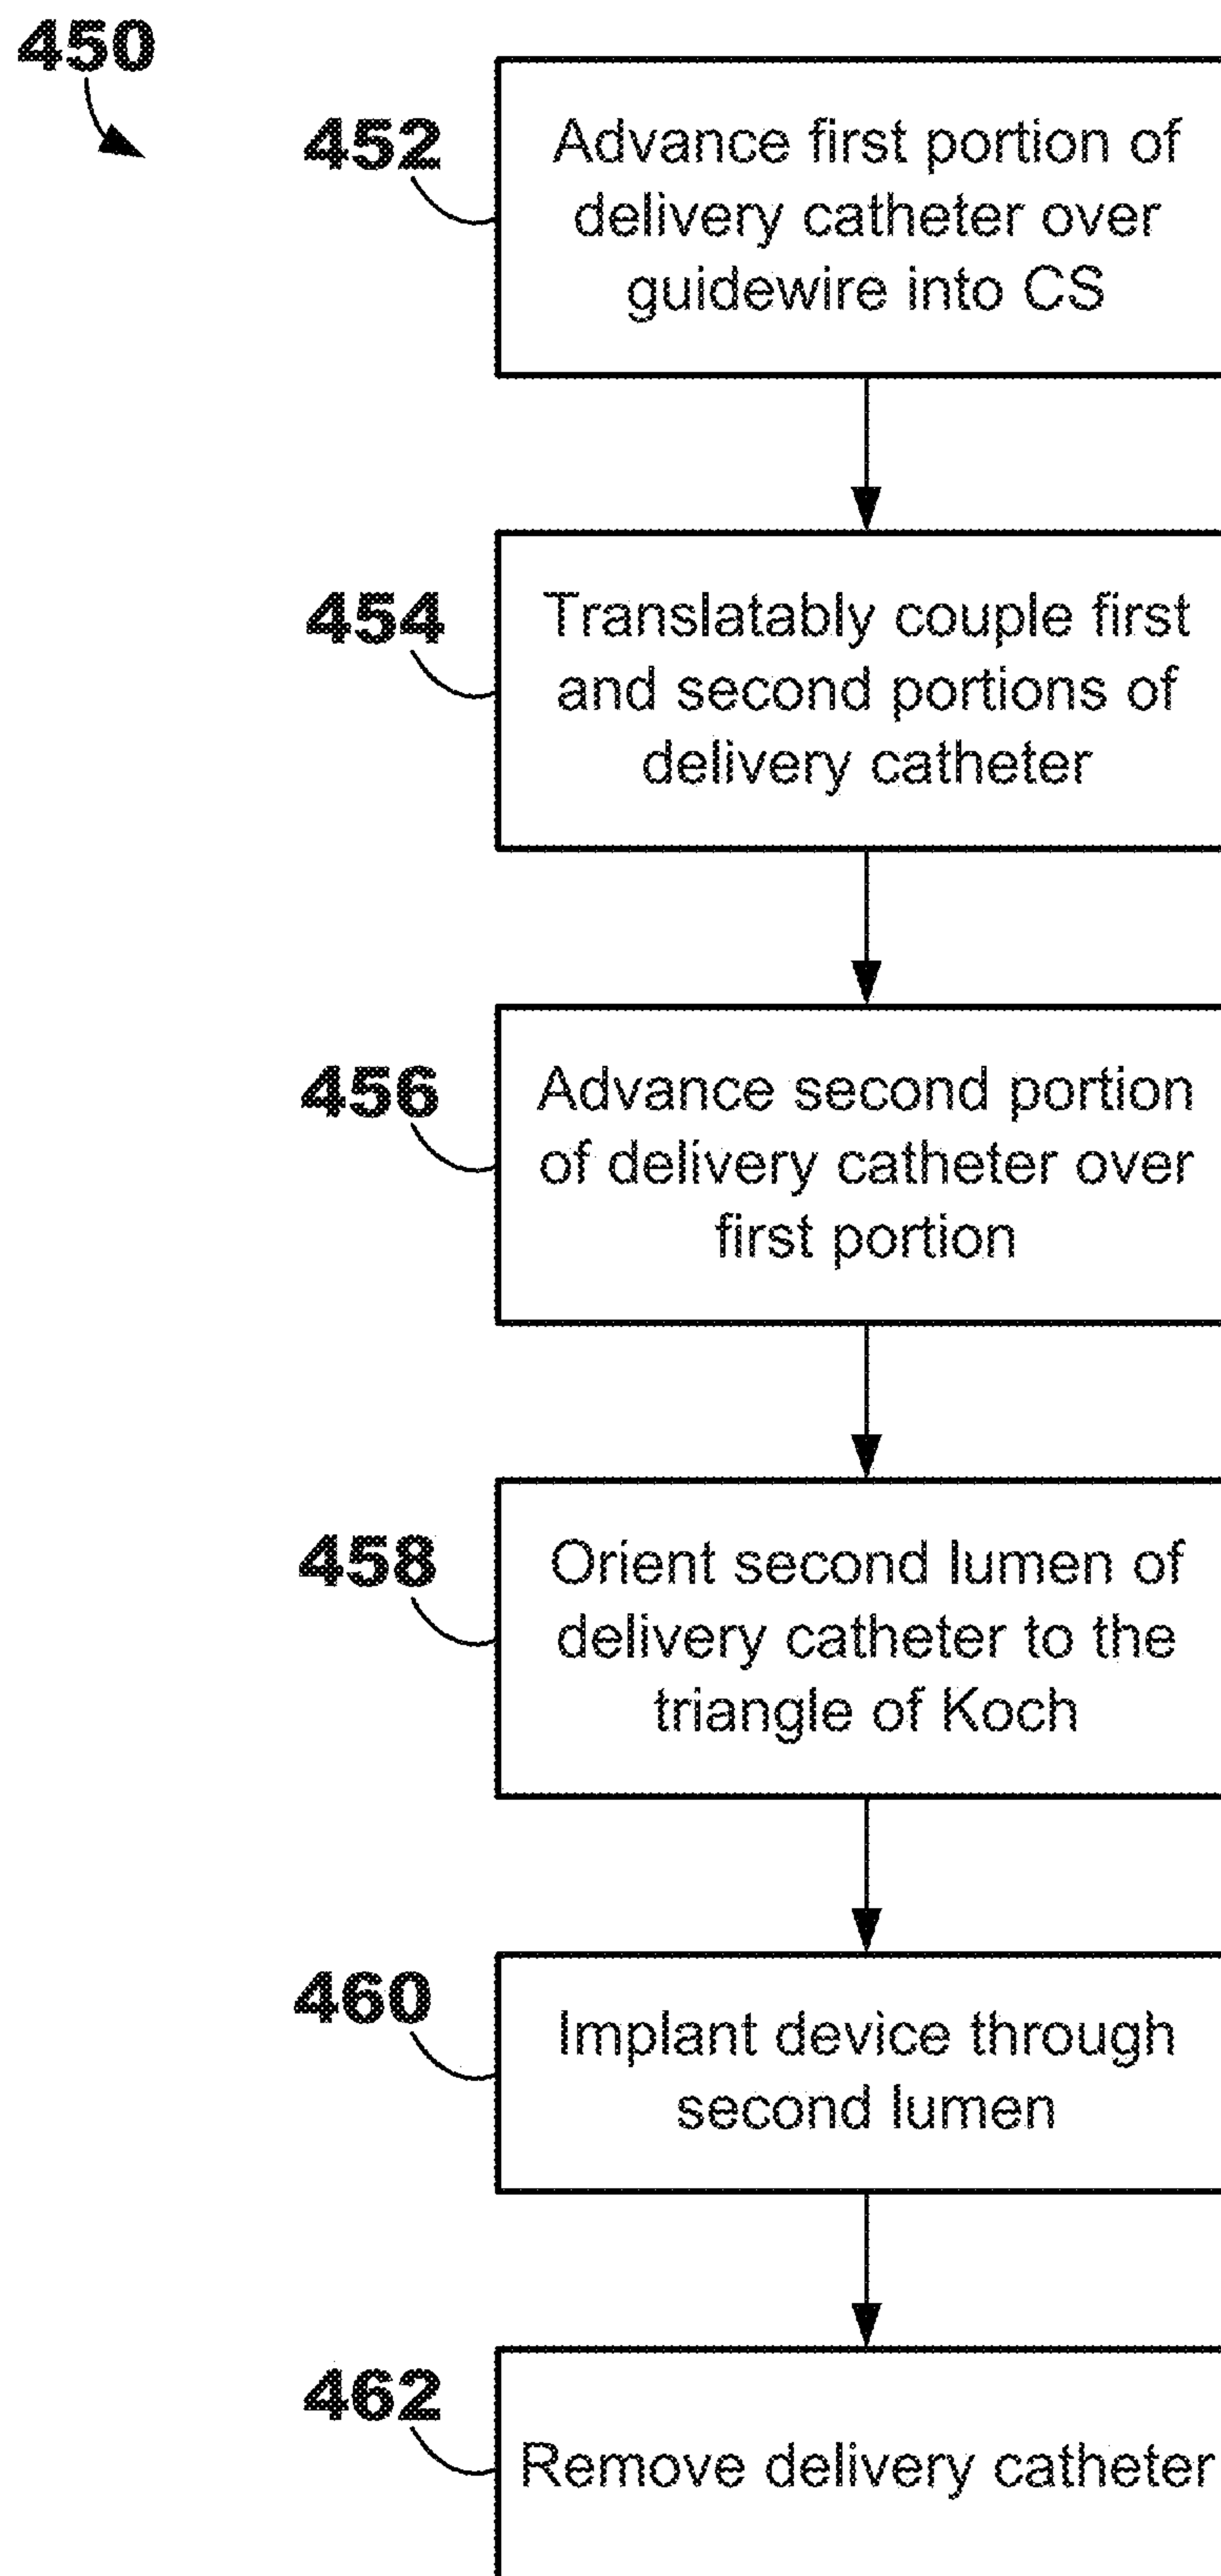 450
452
Advance first portion of
delivery catheter over
guidewire into CS
454
Translatably couple first
and second portions of
delivery catheter
456
Advance second portion
of delivery catheter over
first portion
458
Orient second lumen of
delivery catheter to the
triangle of Koch
460
Implant device through
second lumen
462
Remove delivery catheter